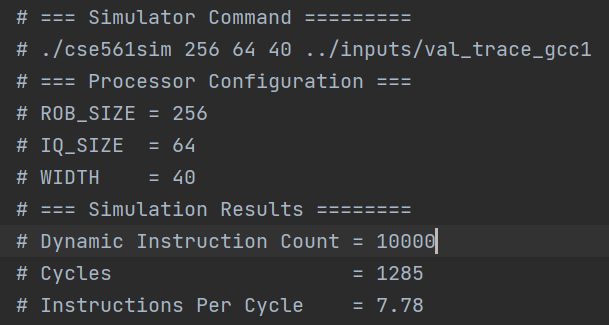 # === Simulator Command =========
# ./cse561sim 256 64 40 ../inputs/val_trace_gcc1
# === Processor Configuration ===
# ROB_SIZE = 256
# IQ_SIZE  = 64
# WIDTH    = 40
# === Simulation Results ========
# Dynamic Instruction Count = 10000
# Cycles                    = 1285
# Instructions Per Cycle    = 7.78